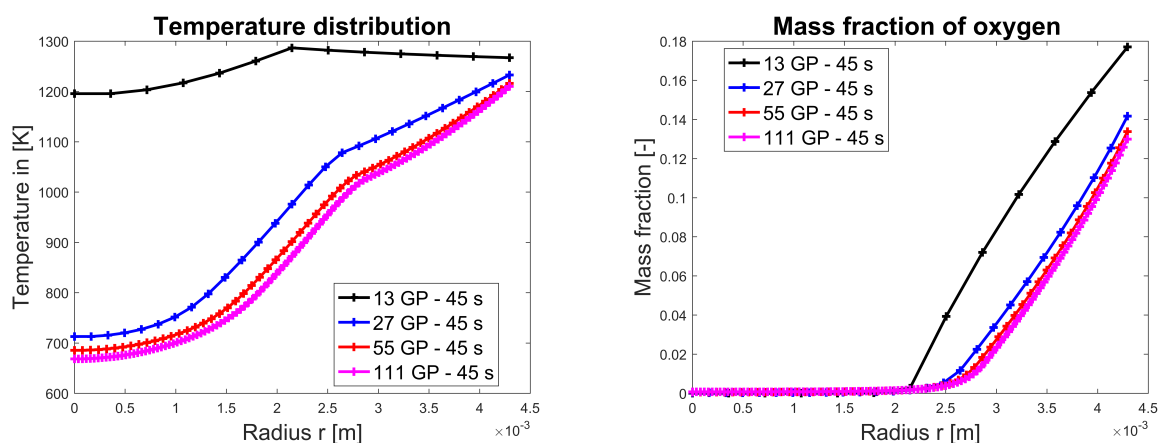 Temperature distribution
1300
1200
1100
1000
900
800
700
600
Temperature in [K]
0
0.5
1
1.5
2
2.5
3
3.5
4
4.5
×10⁻³
Radius r [m]
13 GP - 45 s
27 GP - 45 s
55 GP - 45 s
111 GP - 45 s
Mass fraction of oxygen
0.18
0.16
0.14
0.12
0.1
0.08
0.06
0.04
0.02
0
Mass fraction [-]
13 GP - 45 s
27 GP - 45 s
55 GP - 45 s
111 GP - 45 s
0
0.5
1
1.5
2
2.5
3
3.5
4
4.5
×10⁻³
Radius r [m]